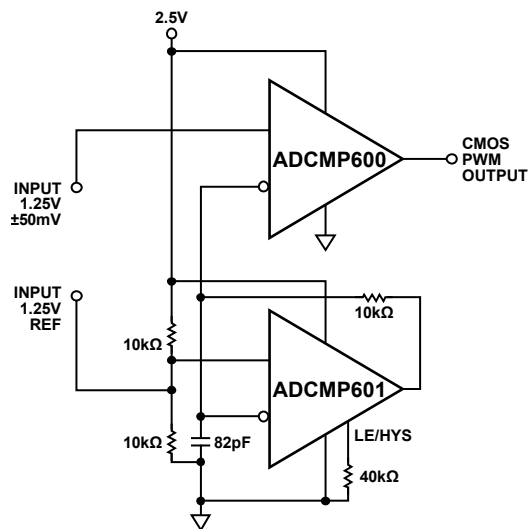 2.5V
ADCMP600
CMOS
PWM
OUTPUT
INPUT
1.25V
±50mV
INPUT
1.25V
REF
10kΩ
10kΩ
ADCMP601
10kΩ
82pF
LE/HYS
40kΩ